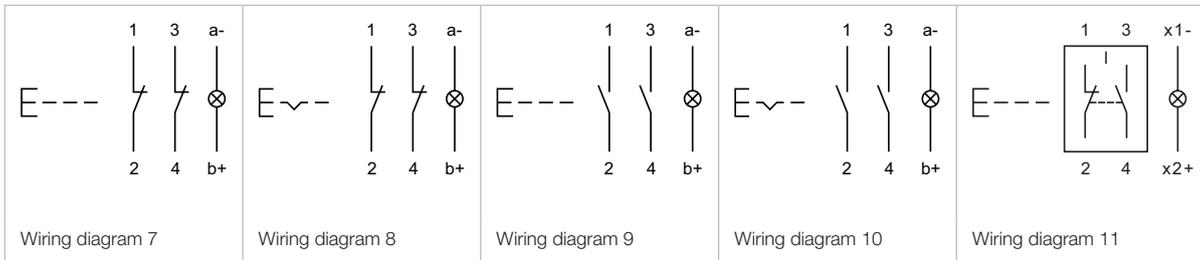 1 3 a-
2 4 b+
Wiring diagram 7
1 3 a-
2 4 b+
Wiring diagram 8
1 3 a-
2 4 b+
Wiring diagram 9
1 3 a-
2 4 b+
Wiring diagram 10
1 3 x1-
2 4 x2+
Wiring diagram 11